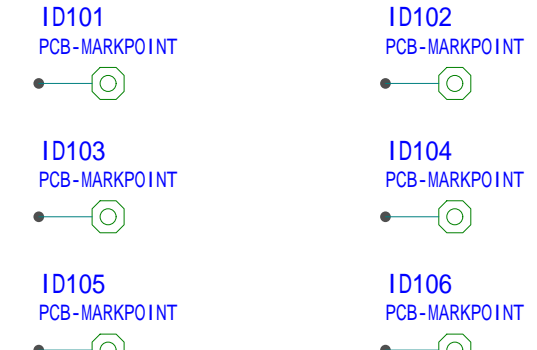 ID101
PCB-MARKPOINT
ID102
PCB-MARKPOINT
ID103
PCB-MARKPOINT
ID104
PCB-MARKPOINT
ID105
PCB-MARKPOINT
ID106
PCB-MARKPOINT